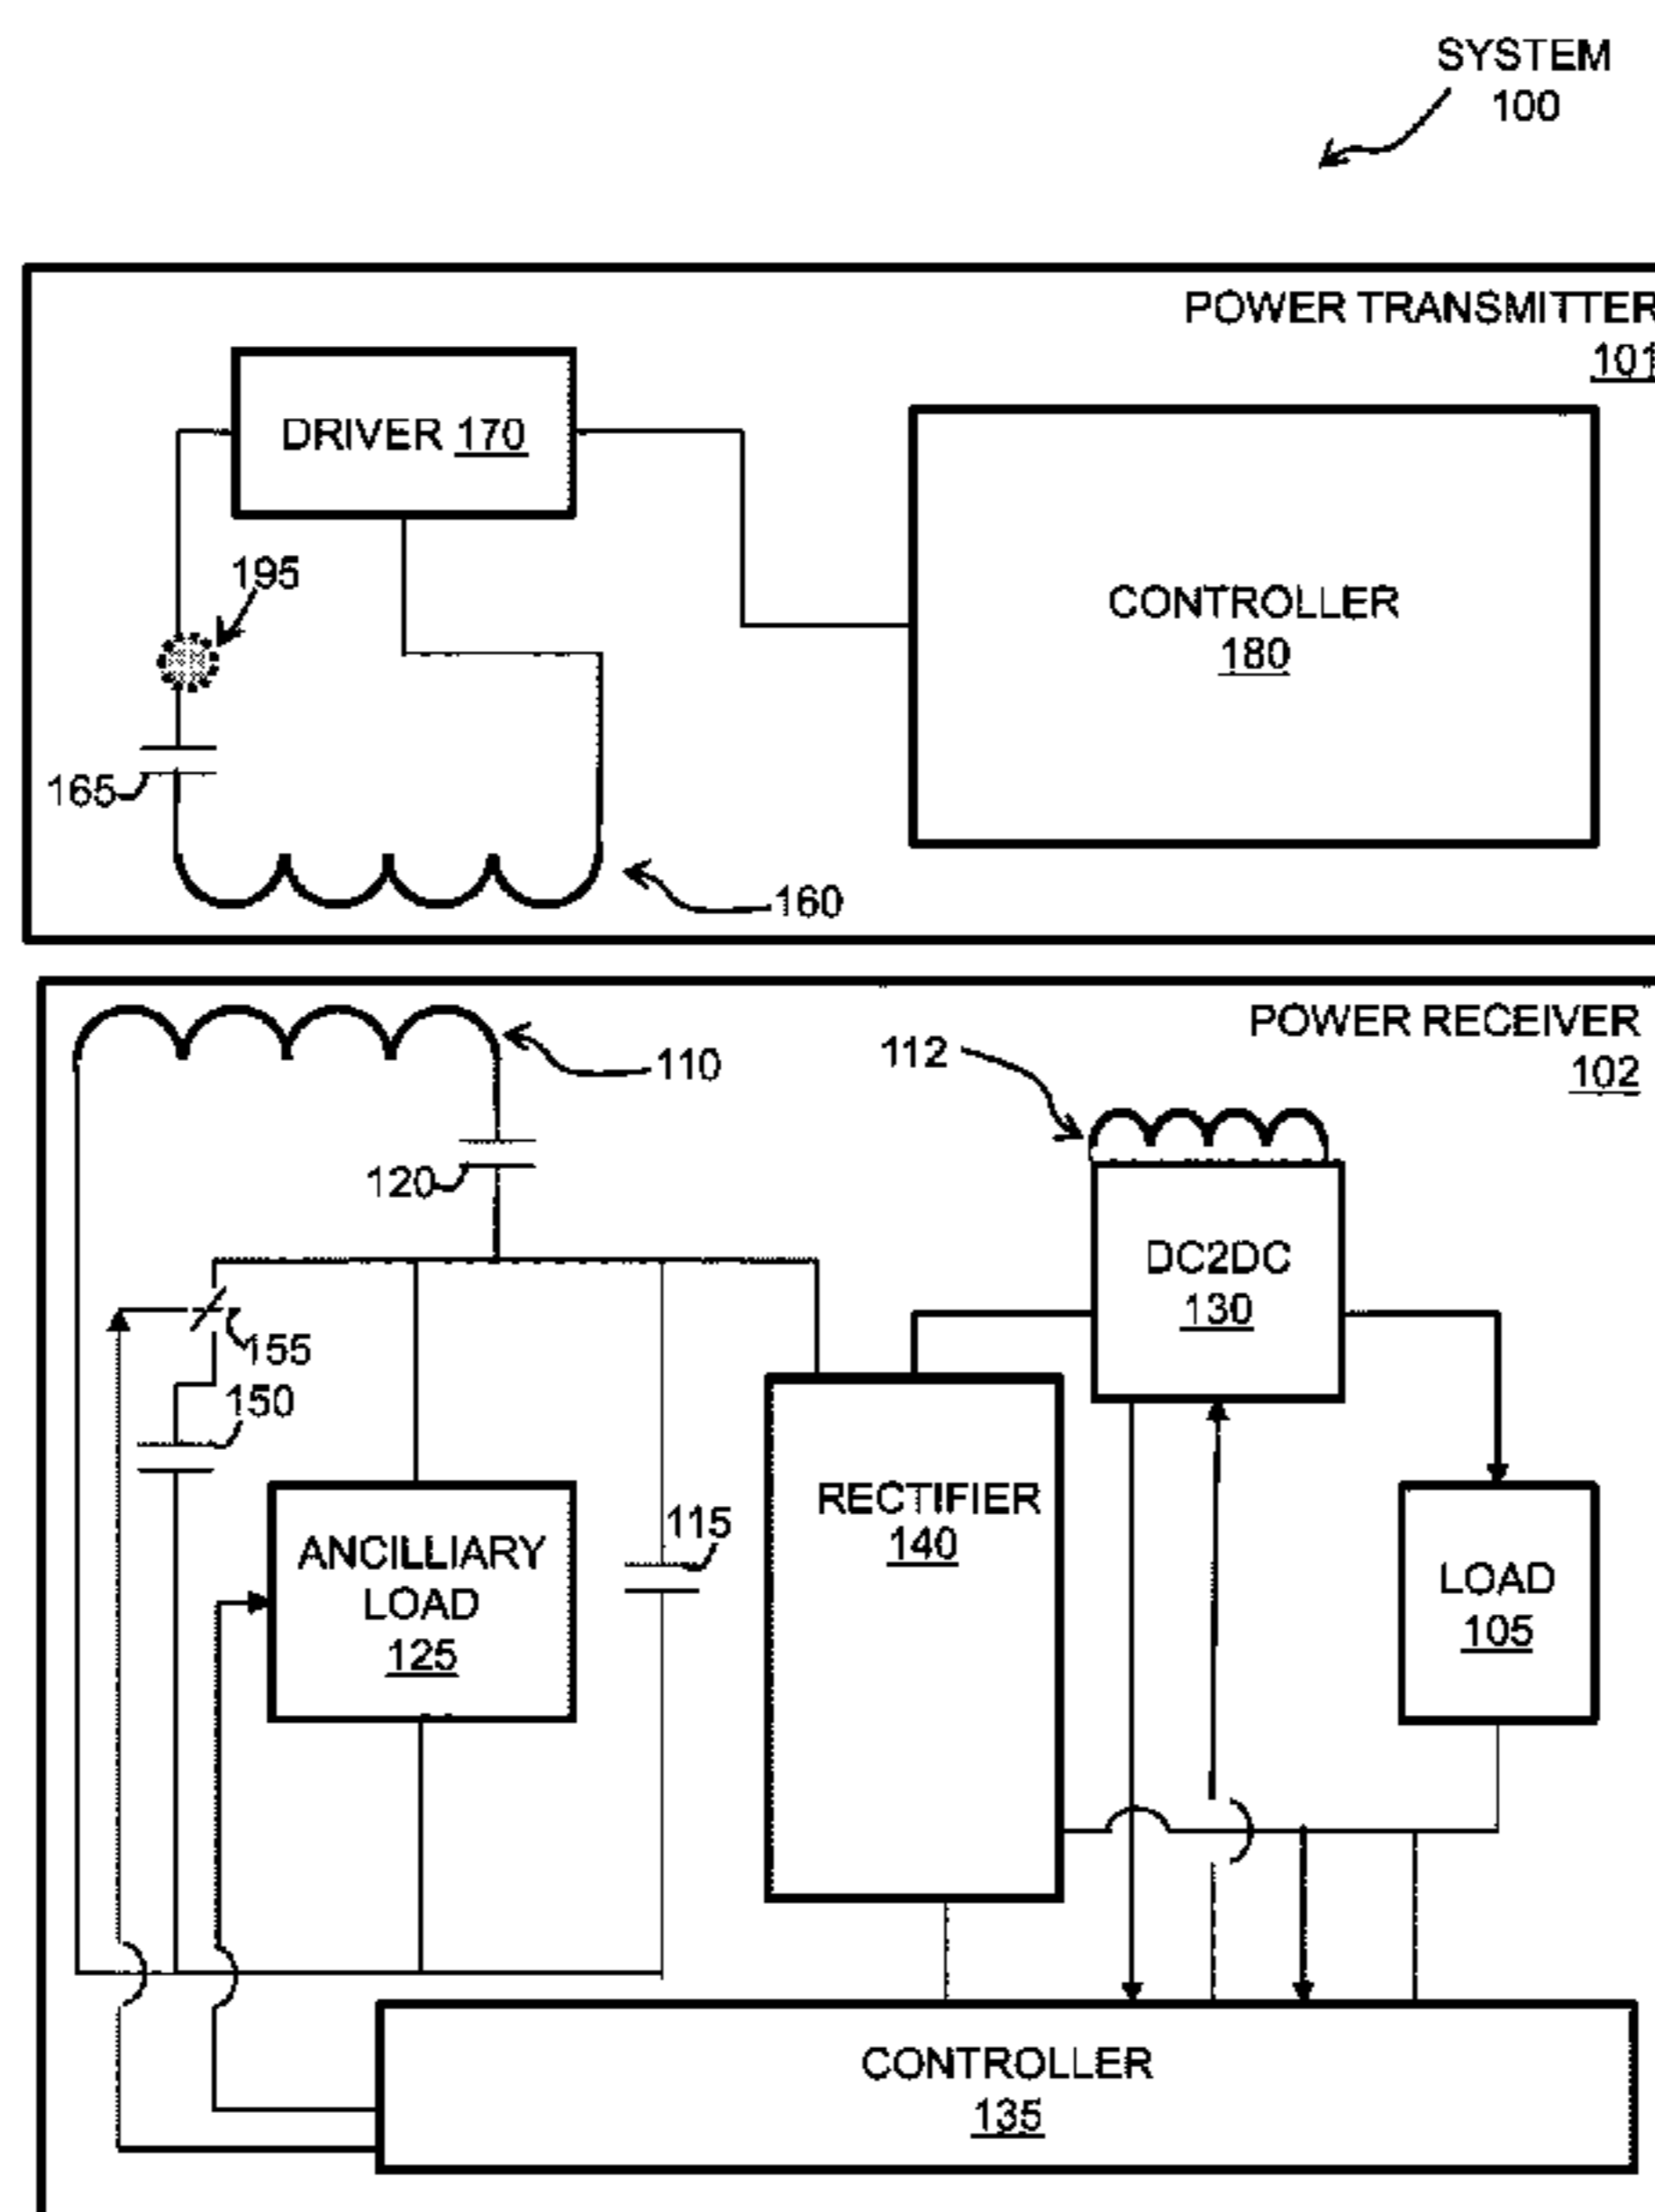 SYSTEM
100
POWER TRANSMITTER
101
DRIVER 170
195
CONTROLLER
180
165
160
POWER RECEIVER
102
110
112
120
DC2DC
130
155
150
RECTIFIER
140
115
ANCILLIARY
LOAD
125
LOAD
105
CONTROLLER
135